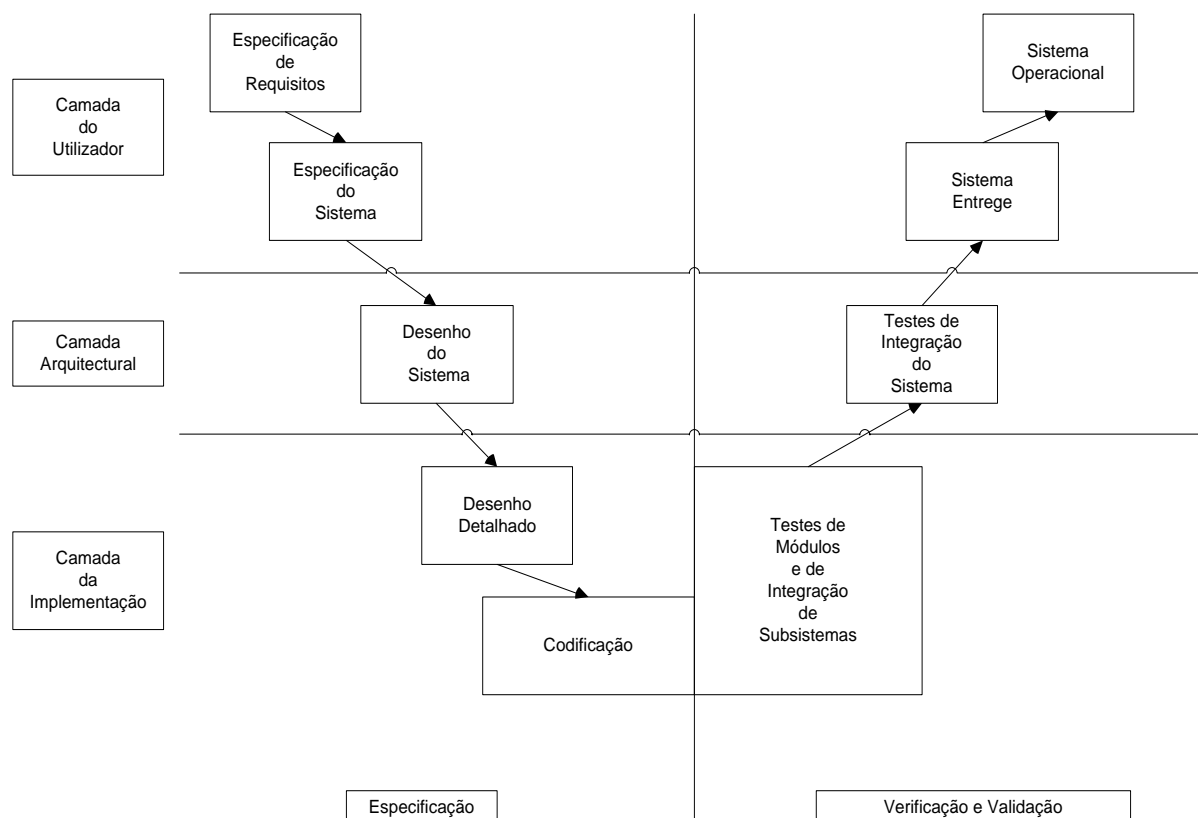 Especificação
de
Requisitos
Sistema
Operacional
Camada
do
Utilizador
Especificação
do
Sistema
Sistema
Entrege
Camada
Arquitectural
Desenho
do
Sistema
Testes de
Integração
do
Sistema
Camada
da
Implementação
Desenho
Detalhado
Testes de
Módulos
e de
Integração
de
Subsistemas
Codificação
Especificação
Verificação e Validação